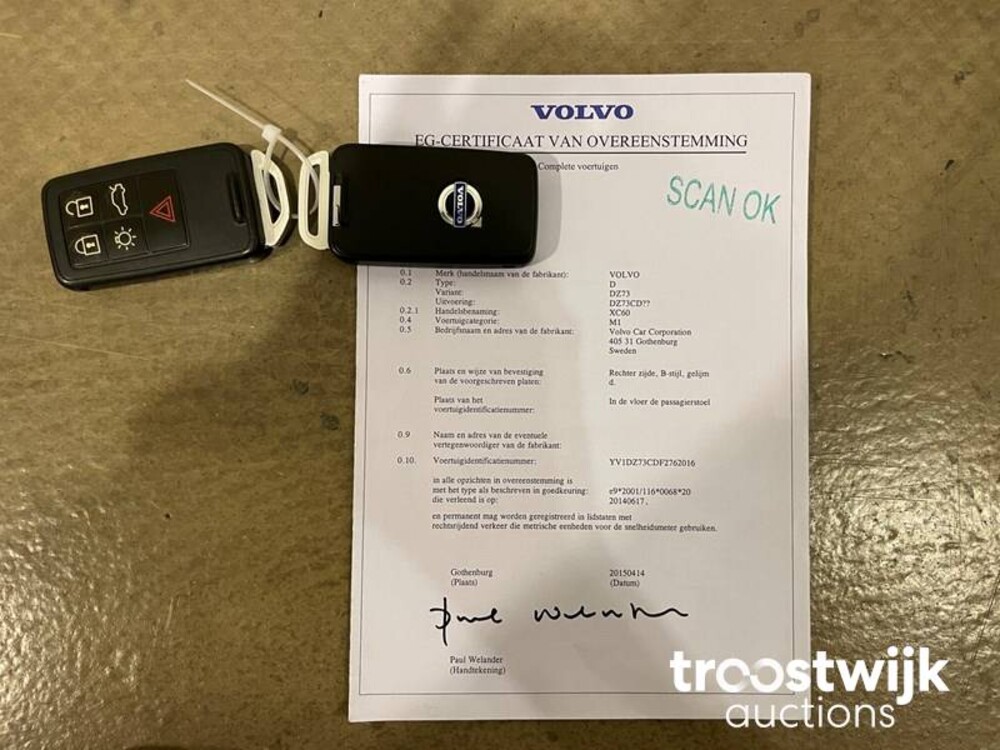 VOLVO
EG-CERTIFICAAT VAN OVEREENSTEMMING
Complete voertuigen
SCAN OK
VOLVO
0.1 Merk (handelsnaam van de fabrikant): VOLVO
0.2 Type: D
Variant: DZ73
Uitvoering: DZ73CD??
0.2.1 Handelsbenaming: XC60
0.4 Voertuigcategorie: M1
0.5 Bedrijfsnaam en adres van de fabrikant: Volvo Car Corporation
405 31 Gothenburg
Sweden
0.6 Plaats en wijze van bevestiging Rechter zijde, B-stijl, gelijm
van de voorgeschreven platen: d.
Plaats van het In de vloer de passagierstoel
voertuigidentificatienummer:
0.9 Naam en adres van de eventuele
vertegenwoordiger van de fabrikant:
0.10. Voertuigidentificatienummer: YV1DZ73CDF2762016
in alle opzichten in overeenstemming is
met het type als beschreven in goedkeuring: e9*2001/116*0068*20
die verleend is op: 20140617.
en permanent mag worden geregistreerd in lidstaten met
rechtsrijdend verkeer die metrische eenheden voor de snelheidsmeter gebruiken.
Gothenburg 20150414
(Plaats) (Datum)
Paul Welander
Paul Welander
(Handtekening)
troostwijk
auctions